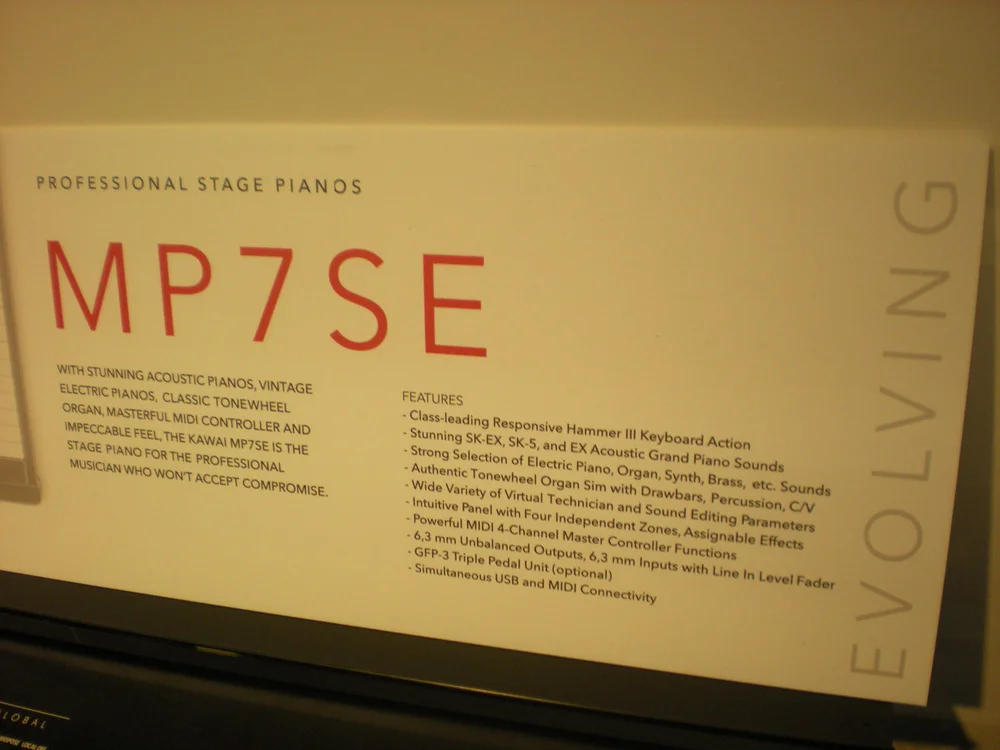 PROFESSIONAL STAGE PIANOS
MP7SE
WITH STUNNING ACOUSTIC PIANOS, VINTAGE
ELECTRIC PIANOS, CLASSIC TONEWHEEL
ORGAN, MASTERFUL MIDI CONTROLLER AND
IMPECCABLE FEEL, THE KAWAI MP7SE IS THE
STAGE PIANO FOR THE PROFESSIONAL
MUSICIAN WHO WON'T ACCEPT COMPROMISE.
FEATURES
- Class-leading Responsive Hammer III Keyboard Action
- Stunning SK-EX, SK-5, and EX Acoustic Grand Piano Sounds
- Strong Selection of Electric Piano, Organ, Synth, Brass, etc. Sounds
- Authentic Tonewheel Organ Sim with Drawbars, Percussion, C/V
- Wide Variety of Virtual Technician and Sound Editing Parameters
- Intuitive Panel with Four Independent Zones, Assignable Effects
- Powerful MIDI 4-Channel Master Controller Functions
- 6,3 mm Unbalanced Outputs, 6,3 mm Inputs with Line In Level Fader
- GFP-3 Triple Pedal Unit (optional)
- Simultaneous USB and MIDI Connectivity
EVOLVING